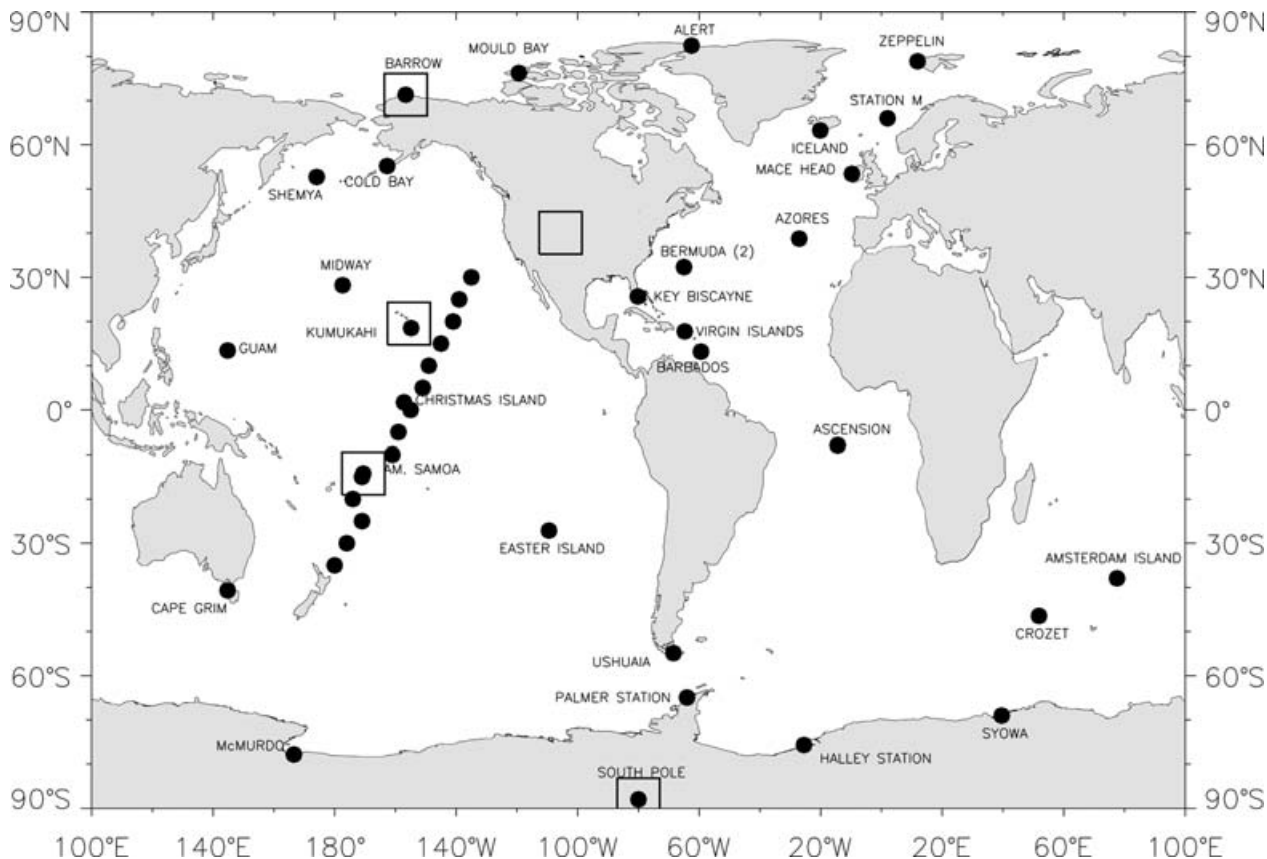 90°N
90°N
ALERT
ZEPPELIN
MOULD BAY
BARROW
STATION M
60°N
60°N
ICELAND
MACE HEAD
COLD BAY
SHEMYA
AZORES
BERMUDA (2)
MIDWAY
30°N
30°N
KEY BISCAYNE
KUMUKAHI
VIRGIN ISLANDS
GUAM
BARBADOS
CHRISTMAS ISLAND
0°
0°
ASCENSION
AM. SAMOA
30°S
30°S
EASTER ISLAND
AMSTERDAM ISLAND
CAPE GRIM
CROZET
USHUAIA
60°S
60°S
PALMER STATION
SYOWA
McMURDO
HALLEY STATION
SOUTH POLE
90°S
90°S
100°E 140°E 180° 140°W 100°W 60°W 20°W 20°E 60°E 100°E